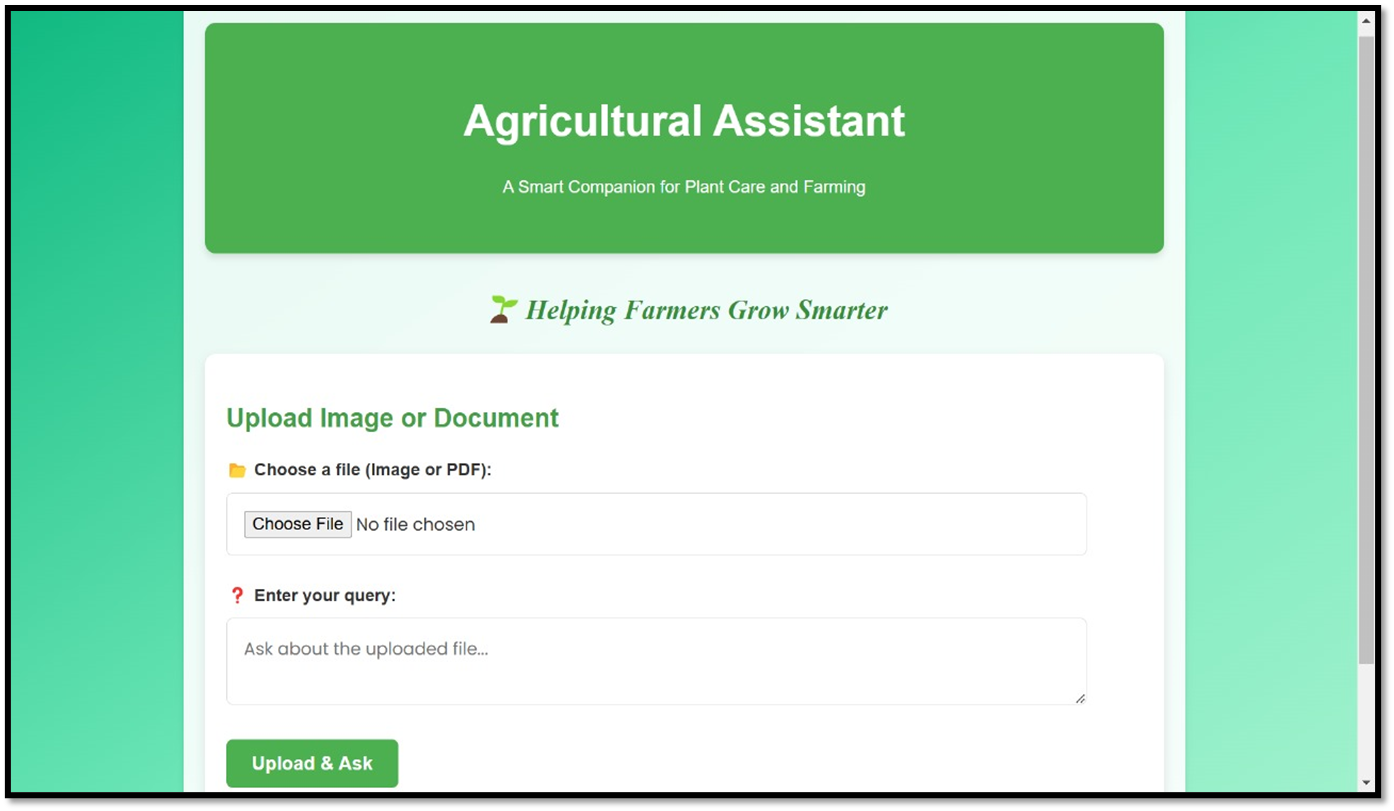 Agricultural Assistant
A Smart Companion for Plant Care and Farming
🌱 Helping Farmers Grow Smarter
Upload Image or Document
📂 Choose a file (Image or PDF):
Choose File No file chosen
❓ Enter your query:
Ask about the uploaded file...
Upload & Ask